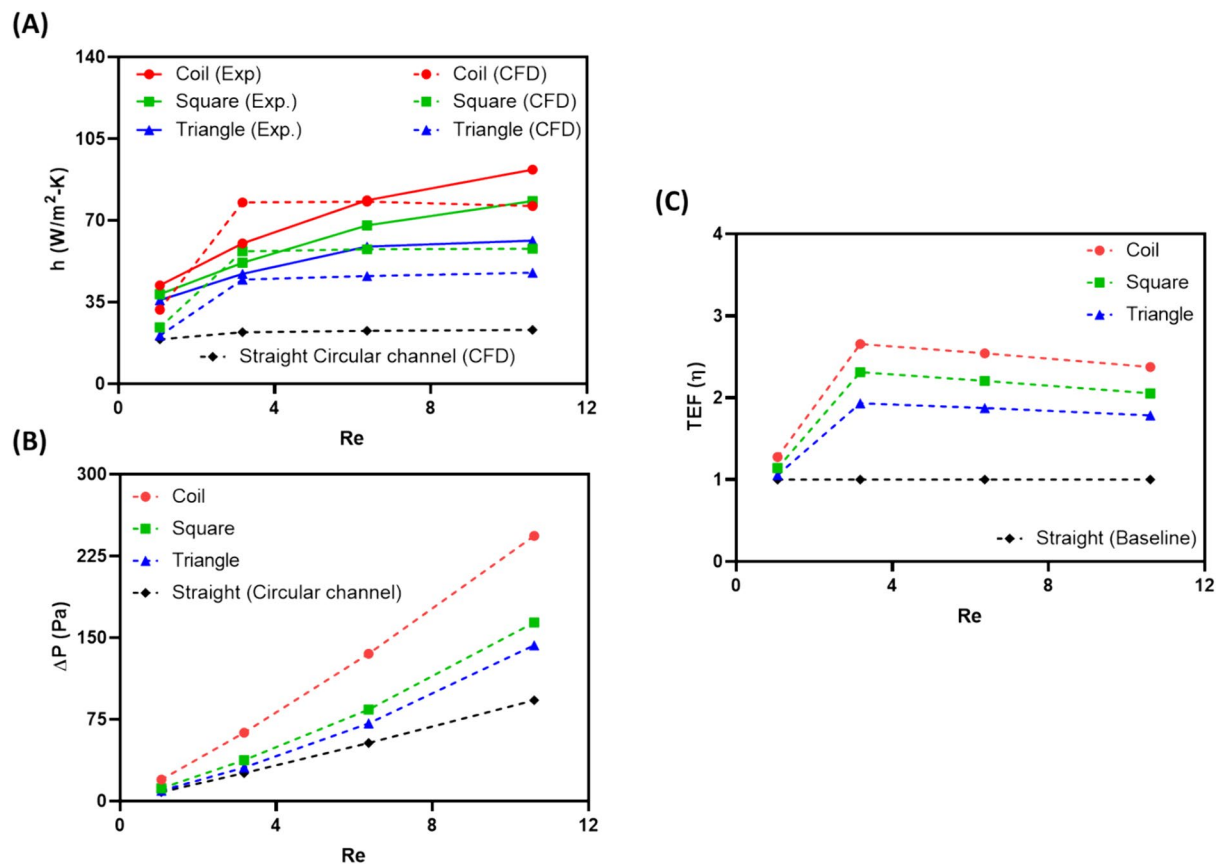 (A)
140
105
70
35
0
h (W/m²-K)
Coil (Exp)
Square (Exp.)
Triangle (Exp.)
Coil (CFD)
Square (CFD)
Triangle (CFD)
Straight Circular channel (CFD)
0 4 8 12
Re
(B)
300
225
150
75
0
ΔP (Pa)
Coil
Square
Triangle
Straight (Circular channel)
0 4 8 12
Re
(C)
4
3
2
1
0
TEF (η)
Coil
Square
Triangle
Straight (Baseline)
0 4 8 12
Re